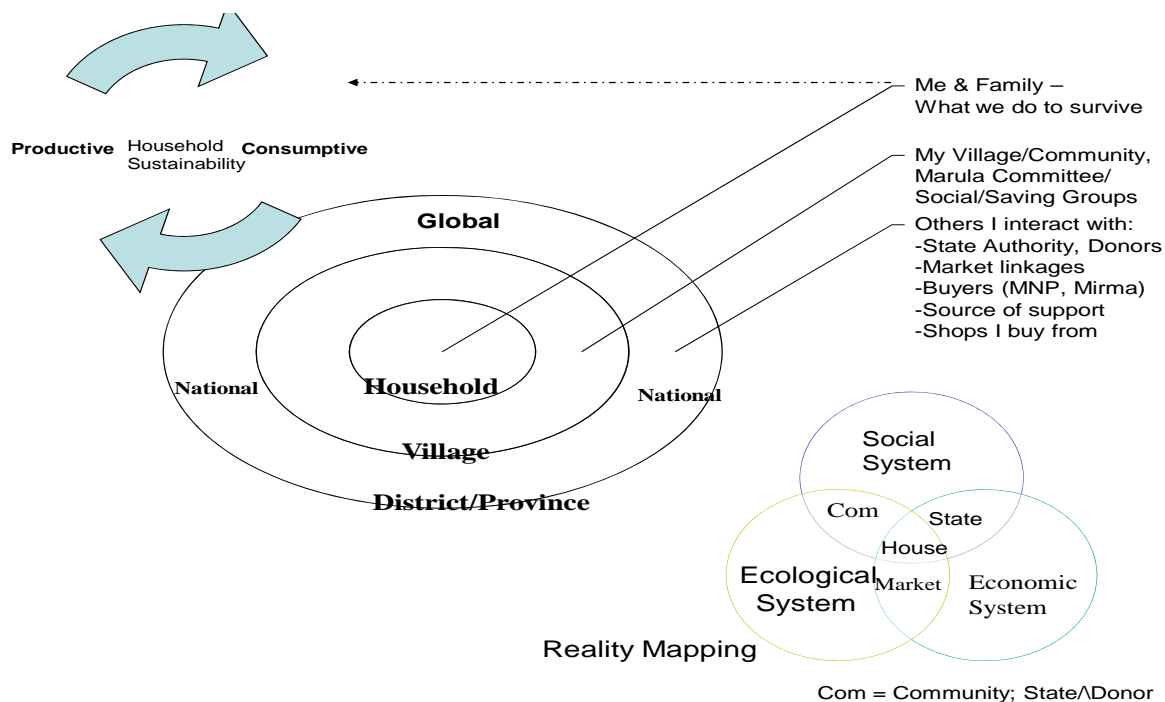 Me & Family –
What we do to survive
Productive
Household
Sustainability
Consumptive
My Village/Community,
Marula Committee/
Social/Saving Groups
Others I interact with:
-State Authority, Donors
-Market linkages
-Buyers (MNP, Mirma)
-Source of support
-Shops I buy from
Global
National
Household
National
Village
District/Province
Social
System
Com
State
House
Ecological
System
Market
Economic
System
Reality Mapping
Com = Community; State/\Donor